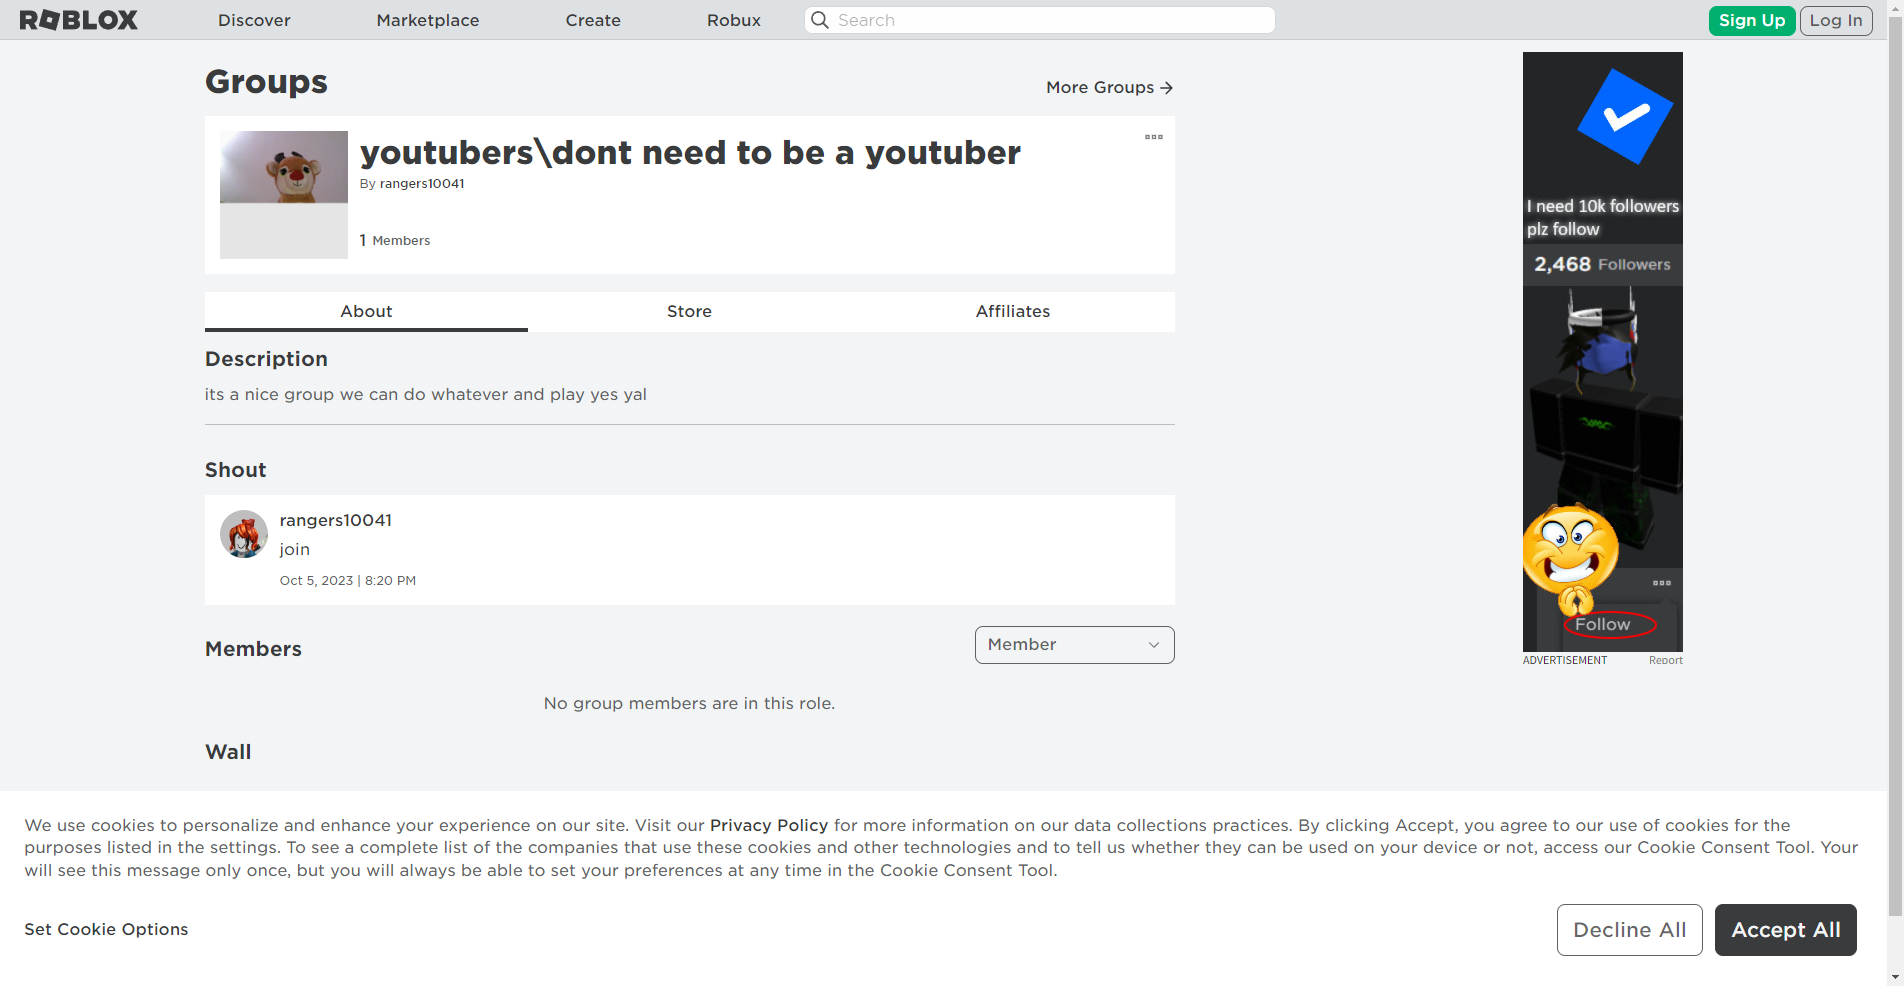 ROBLOX
Discover
Marketplace
Create
Robux
Search
Sign Up
Log In
Groups
More Groups
youtubers\dont need to be a youtuber
By rangers10041
1 Members
About
Store
Affiliates
Description
its a nice group we can do whatever and play yes yal
Shout
rangers10041
join
Oct 5, 2023 | 8:20 PM
Members
Member
No group members are in this role.
Wall
I need 10k followers
plz follow
2,468 Followers
Follow
ADVERTISEMENT
Report
We use cookies to personalize and enhance your experience on our site. Visit our Privacy Policy for more information on our data collections practices. By clicking Accept, you agree to our use of cookies for the
purposes listed in the settings. To see a complete list of the companies that use these cookies and other technologies and to tell us whether they can be used on your device or not, access our Cookie Consent Tool. Your
will see this message only once, but you will always be able to set your preferences at any time in the Cookie Consent Tool.
Set Cookie Options
Decline All
Accept All